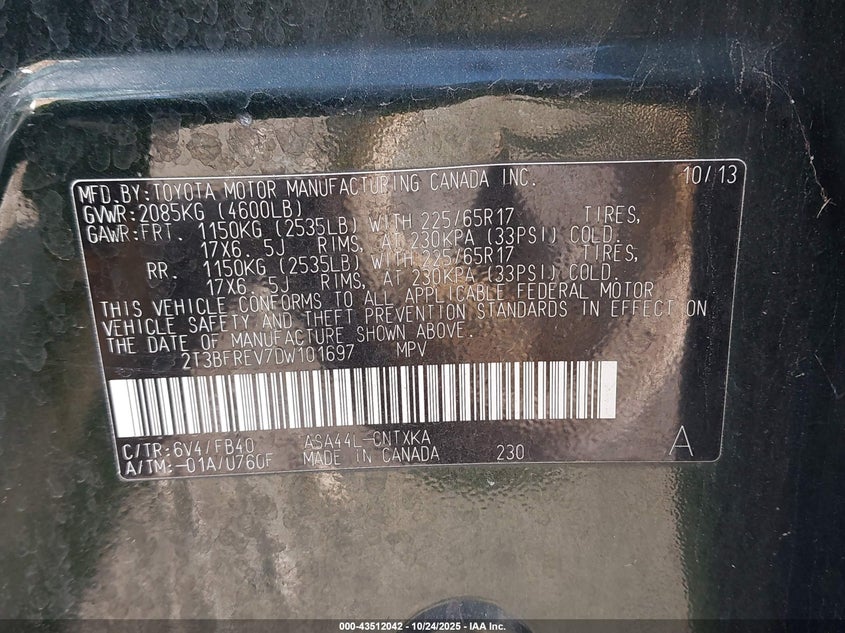 MFD.BY:TOYOTA MOTOR MANUFACTURING CANADA INC. 10/13
GVWR:2085KG (4600LB)
GAWR:FRT. 1150KG (2535LB) WITH 225/65R17 TIRES,
17X6. 5J RIMS, AT 230KPA (33PSI) COLD.
RR. 1150KG (2535LB) WITH 225/65R17 TIRES,
17X6. 5J RIMS, AT 230KPA (33PSI) COLD.
THIS VEHICLE CONFORMS TO ALL APPLICABLE FEDERAL MOTOR
VEHICLE SAFETY AND THEFT PREVENTION STANDARDS IN EFFECT ON
THE DATE OF MANUFACTURE SHOWN ABOVE.
2T3BFREV7DW101697 MPV
C/TR:6V4/FB40 ASA44L-CNTXKA
A/TM:-01A/U760F MADE IN CANADA 230 A
000-43512042 • 10/24/2025 • IAA Inc.